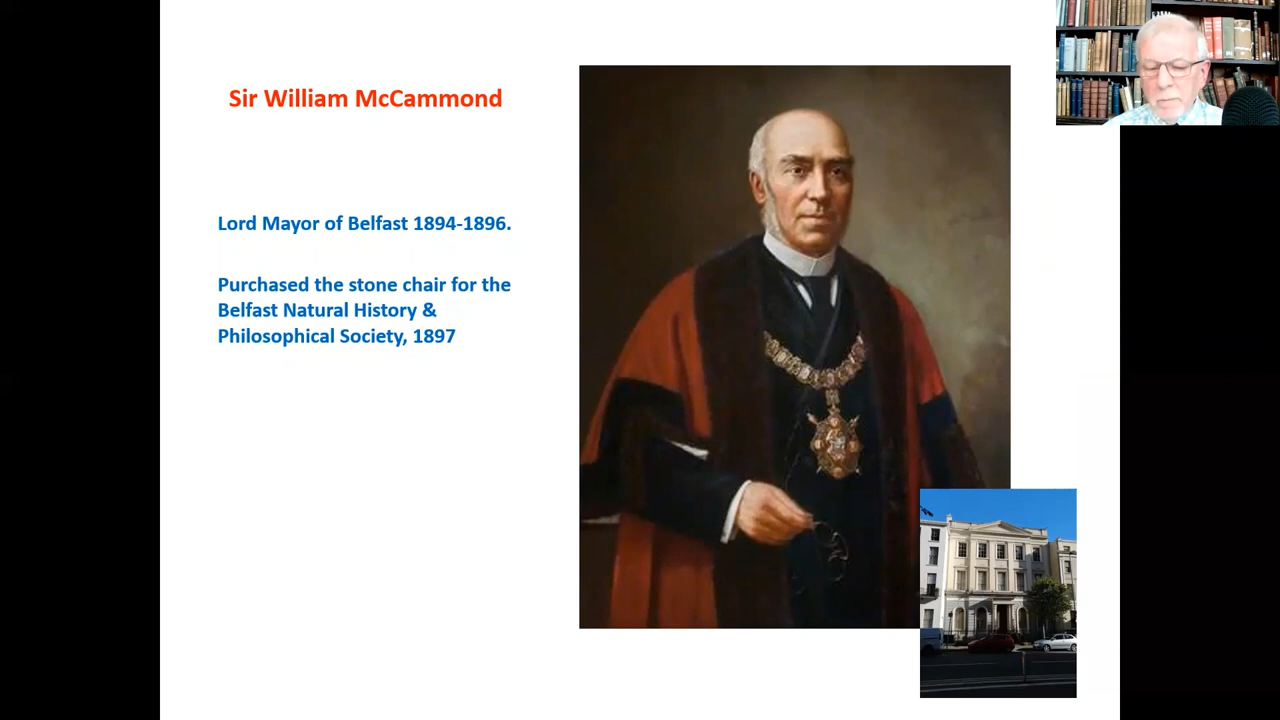 Sir William McCammond
Lord Mayor of Belfast 1894-1896.
Purchased the stone chair for the
Belfast Natural History &
Philosophical Society, 1897